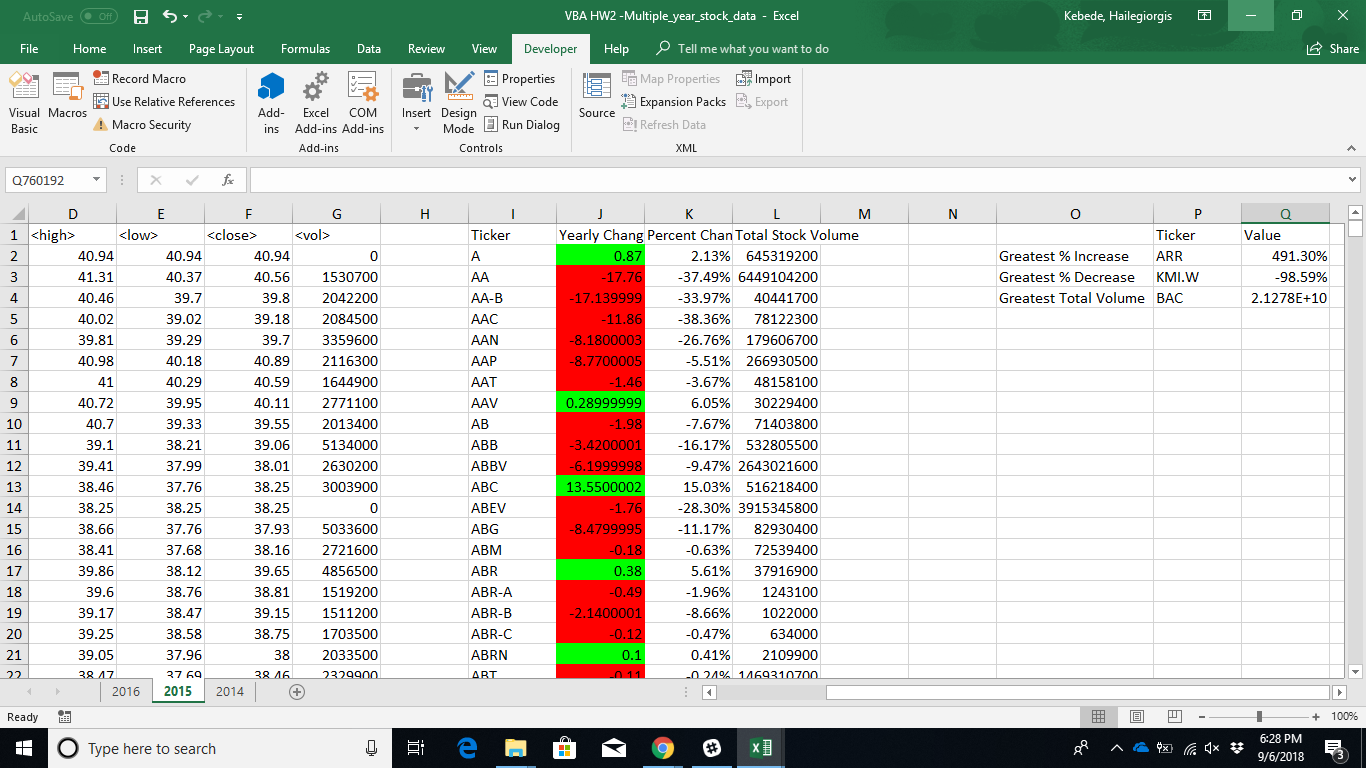 AutoSave Off VBA HW2 -Multiple_year_stock_data - Excel Kebede, Hailegiorgis
File Home Insert Page Layout Formulas Data Review View Developer Help Tell me what you want to do Share
Visual Basic Macros Record Macro Use Relative References Macro Security
Add-ins Excel Add-ins COM Add-ins
Insert Design Mode Properties View Code Run Dialog
Source Map Properties Expansion Packs Refresh Data Import Export
Code Add-ins Controls XML
Q760192 fx
D E F G H I J K L M N O P Q
1 <high> <low> <close> <vol> Ticker Yearly Chang Percent Chan Total Stock Volume Ticker Value
2 40.94 40.94 40.94 0 A 0.87 2.13% 645319200 Greatest % Increase ARR 491.30%
3 41.31 40.37 40.56 1530700 AA -17.76 -37.49% 6449104200 Greatest % Decrease KMI.W -98.59%
4 40.46 39.7 39.8 2042200 AA-B -17.139999 -33.97% 40441700 Greatest Total Volume BAC 2.1278E+10
5 40.02 39.02 39.18 2084500 AAC -11.86 -38.36% 78122300
6 39.81 39.29 39.7 3359600 AAN -8.1800003 -26.76% 179606700
7 40.98 40.18 40.89 2116300 AAP -8.7700005 -5.51% 266930500
8 41 40.29 40.59 1644900 AAT -1.46 -3.67% 48158100
9 40.72 39.95 40.11 2771100 AAV 0.28999999 6.05% 30229400
10 40.7 39.33 39.55 2013400 AB -1.98 -7.67% 71403800
11 39.1 38.21 39.06 5134000 ABB -3.4200001 -16.17% 532805500
12 39.41 37.99 38.01 2630200 ABBV -6.1999998 -9.47% 2643021600
13 38.46 37.76 38.25 3003900 ABC 13.5500002 15.03% 516218400
14 38.25 38.25 38.25 0 ABEV -1.76 -28.30% 3915345800
15 38.66 37.76 37.93 5033600 ABG -8.4799995 -11.17% 82930400
16 38.41 37.68 38.16 2721600 ABM -0.18 -0.63% 72539400
17 39.86 38.12 39.65 4856500 ABR 0.38 5.61% 37916900
18 39.6 38.76 38.81 1519200 ABR-A -0.49 -1.96% 1243100
19 39.17 38.47 39.15 1511200 ABR-B -2.1400001 -8.66% 1022000
20 39.25 38.58 38.75 1703500 ABR-C -0.12 -0.47% 634000
21 39.05 37.96 38 2033500 ABRN 0.1 0.41% 2109900
22 38.47 37.69 38.46 2329900 ABT -0.11 -0.24% 1469310700
2016 2015 2014
Ready 100%
Type here to search 6:28 PM
9/6/2018 3